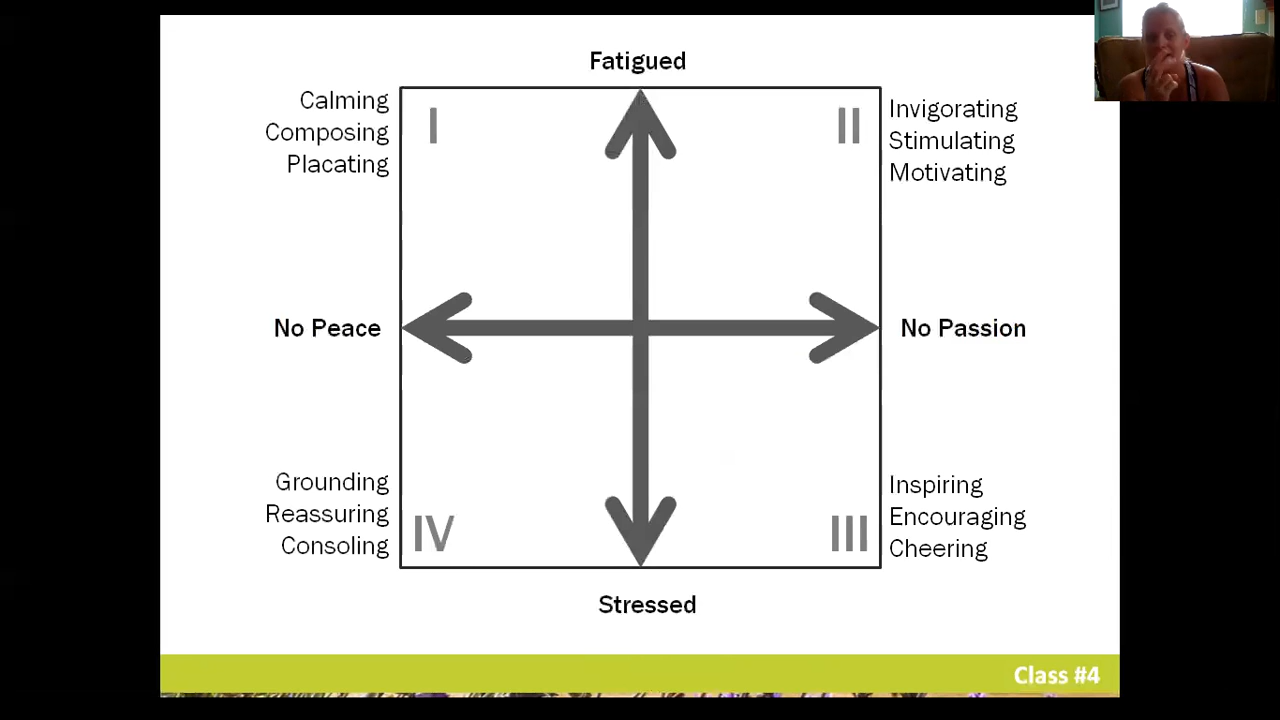 Fatigued
Calming
Composing
Placating
I
II
Invigorating
Stimulating
Motivating
No Peace
No Passion
Grounding
Reassuring
Consoling
IV
III
Inspiring
Encouraging
Cheering
Stressed
Class #4